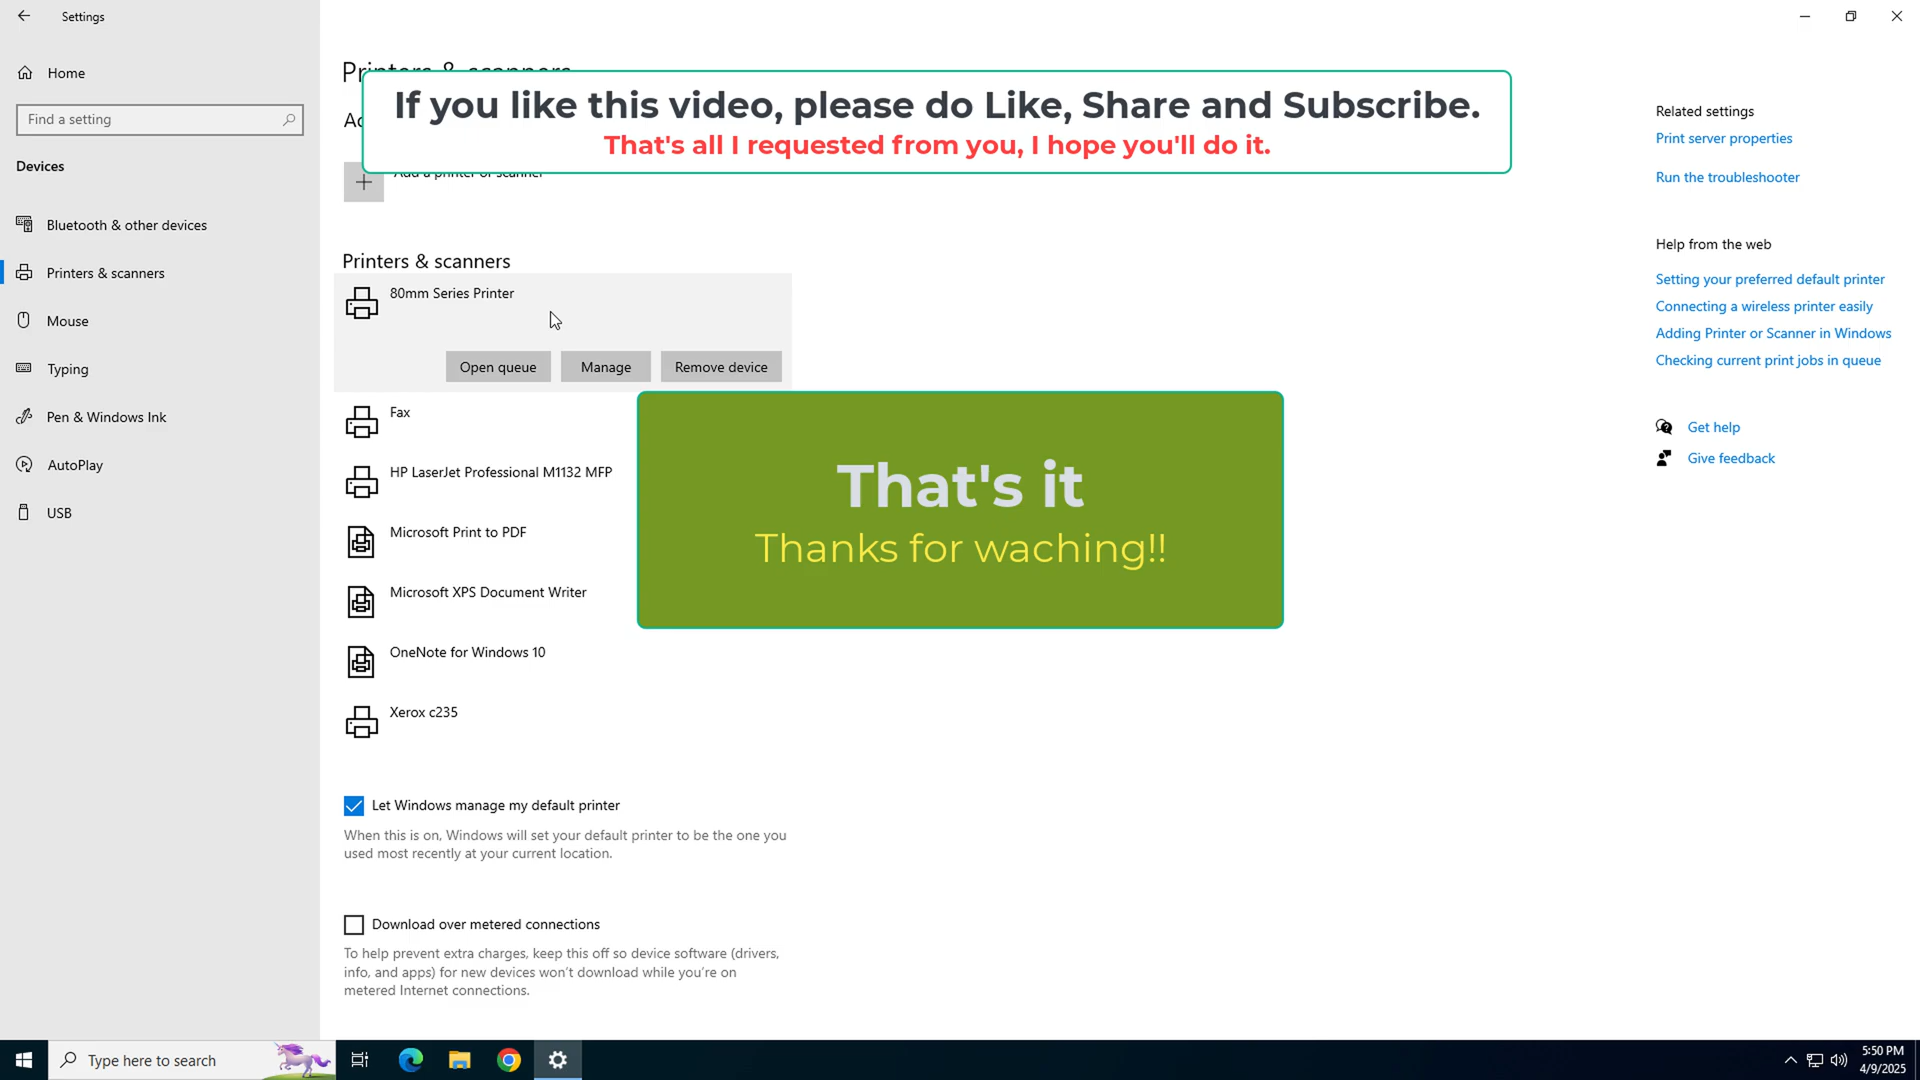 Settings
Home
Find a setting
Devices
Bluetooth & other devices
Printers & scanners
Mouse
Typing
Pen & Windows Ink
AutoPlay
USB
Printers & scanners
If you like this video, please do Like, Share and Subscribe.
That's all I requested from you, I hope you'll do it.
Add a printer or scanner
Printers & scanners
80mm Series Printer
Open queue
Manage
Remove device
Fax
HP LaserJet Professional M1132 MFP
Microsoft Print to PDF
Microsoft XPS Document Writer
OneNote for Windows 10
Xerox c235
That's it
Thanks for waching!!
Let Windows manage my default printer
When this is on, Windows will set your default printer to be the one you
used most recently at your current location.
Download over metered connections
To help prevent extra charges, keep this off so device software (drivers,
info, and apps) for new devices won't download while you're on
metered Internet connections.
Related settings
Print server properties
Run the troubleshooter
Help from the web
Setting your preferred default printer
Connecting a wireless printer easily
Adding Printer or Scanner in Windows
Checking current print jobs in queue
Get help
Give feedback
Type here to search
5:50 PM
4/9/2025